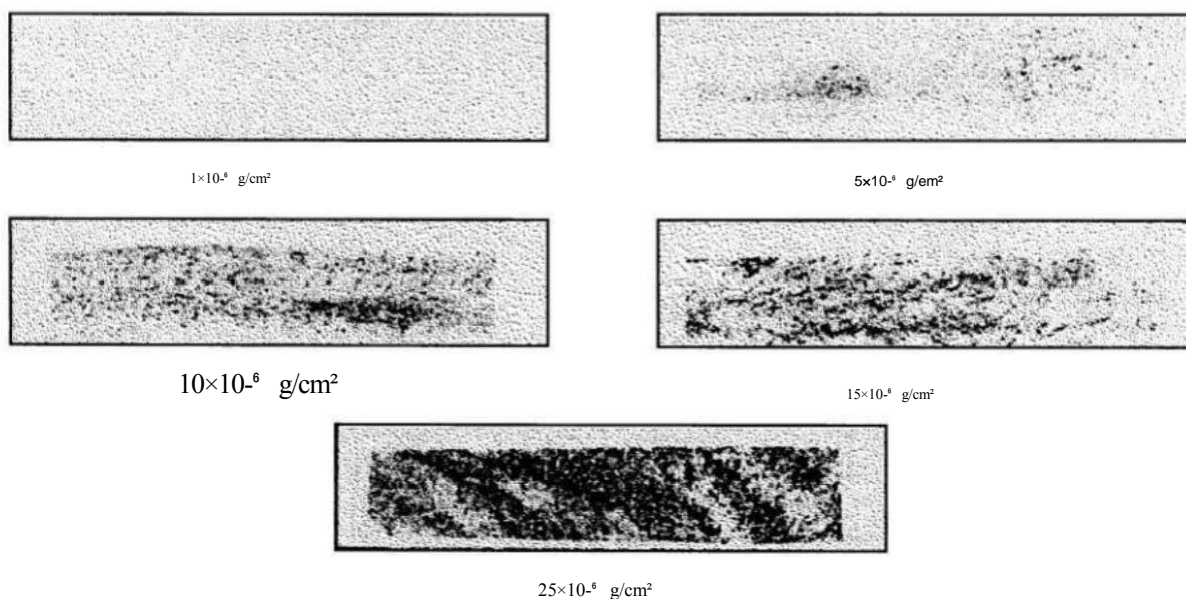 1×10-⁶ g/cm²
5×10-⁶ g/em²
10×10-⁶ g/cm²
15×10-⁶ g/cm²
25×10-⁶ g/cm²